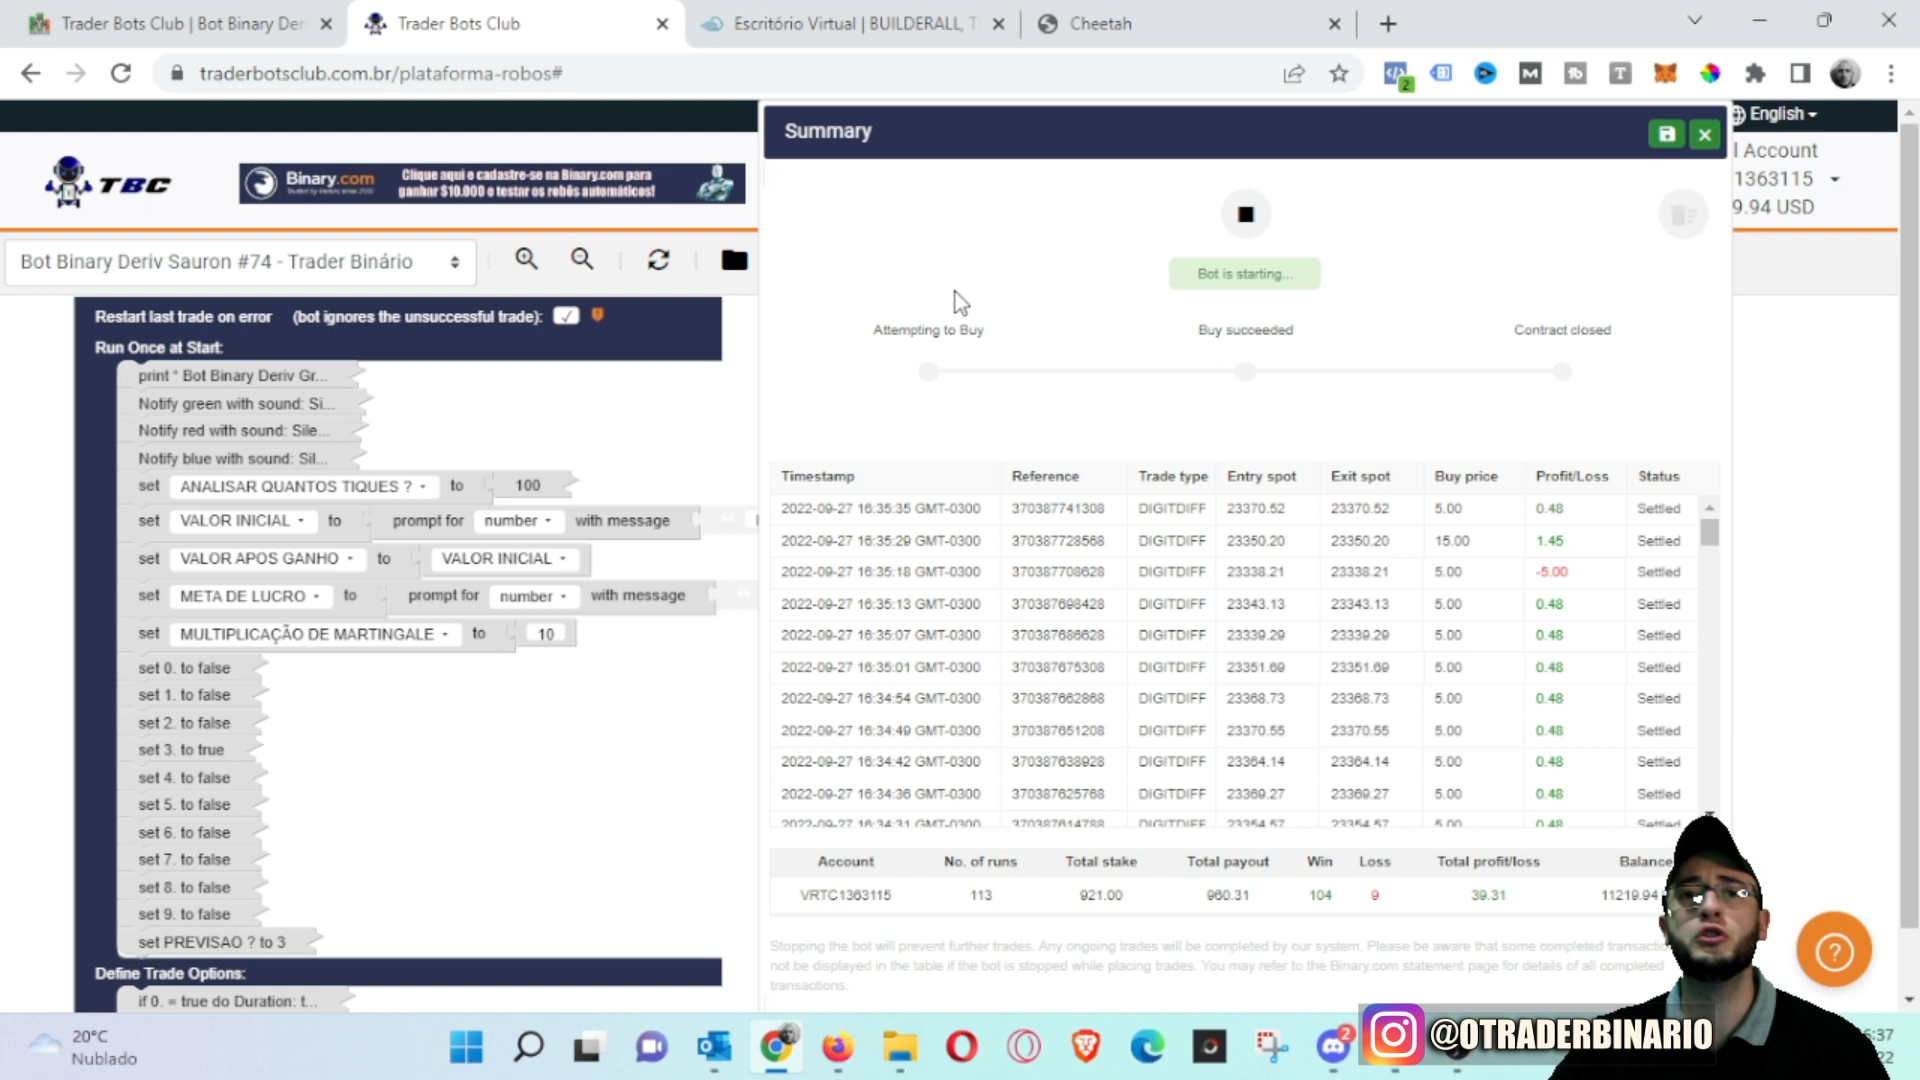 Trader Bots Club | Bot Binary Der
Trader Bots Club
Escritório Virtual | BUILDERALL, T
Cheetah
traderbotsclub.com.br/plataforma-robos#
2
English
Account
1363115
9.94 USD
TBC
Binary.com
Clique aqui e cadastre-se na Binary.com para
ganhar $10.000 e testar os robôs automáticos!
Bot Binary Deriv Sauron #74 - Trader Binário
Restart last trade on error (bot ignores the unsuccessful trade):
Run Once at Start:
print “ Bot Binary Deriv Gr...
Notify green with sound: Si...
Notify red with sound: Sile...
Notify blue with sound: Sil...
set ANALISAR QUANTOS TIQUES ? to 100
set VALOR INICIAL to prompt for number with message
set VALOR APOS GANHO to VALOR INICIAL
set META DE LUCRO to prompt for number with message
set MULTIPLICAÇÃO DE MARTINGALE to 10
set 0. to false
set 1. to false
set 2. to false
set 3. to true
set 4. to false
set 5. to false
set 6. to false
set 7. to false
set 8. to false
set 9. to false
set PREVISAO ? to 3
Define Trade Options:
if 0. = true do Duration: t...
Summary
Bot is starting...
Attempting to Buy Buy succeeded Contract closed
Timestamp Reference Trade type Entry spot Exit spot Buy price Profit/Loss Status
2022-09-27 16:35:35 GMT-0300 370387741308 DIGITDIFF 23370.52 23370.52 5.00 0.48 Settled
2022-09-27 16:35:29 GMT-0300 370387728568 DIGITDIFF 23350.20 23350.20 15.00 1.45 Settled
2022-09-27 16:35:18 GMT-0300 370387708628 DIGITDIFF 23338.21 23338.21 5.00 -5.00 Settled
2022-09-27 16:35:13 GMT-0300 370387698428 DIGITDIFF 23343.13 23343.13 5.00 0.48 Settled
2022-09-27 16:35:07 GMT-0300 370387686628 DIGITDIFF 23339.29 23339.29 5.00 0.48 Settled
2022-09-27 16:35:01 GMT-0300 370387675308 DIGITDIFF 23351.69 23351.69 5.00 0.48 Settled
2022-09-27 16:34:54 GMT-0300 370387662868 DIGITDIFF 23368.73 23368.73 5.00 0.48 Settled
2022-09-27 16:34:49 GMT-0300 370387651208 DIGITDIFF 23370.55 23370.55 5.00 0.48 Settled
2022-09-27 16:34:42 GMT-0300 370387638928 DIGITDIFF 23364.14 23364.14 5.00 0.48 Settled
2022-09-27 16:34:36 GMT-0300 370387625768 DIGITDIFF 23369.27 23369.27 5.00 0.48 Settled
2022-09-27 16:34:31 GMT-0300 370387614788 DIGITDIFF 23354.57 23354.57 5.00 0.48 Settled
Account No. of runs Total stake Total payout Win Loss Total profit/loss Balance
VRTC1363115 113 921.00 960.31 104 9 39.31 11219.94
Stopping the bot will prevent further trades. Any ongoing trades will be completed by our system. Please be aware that some completed transactio
not be displayed in the table if the bot is stopped while placing trades. You may refer to the Binary.com statement page for details of all completed
transactions.
20°C
Nublado
2
@OTRADERBINARIO
:37
22